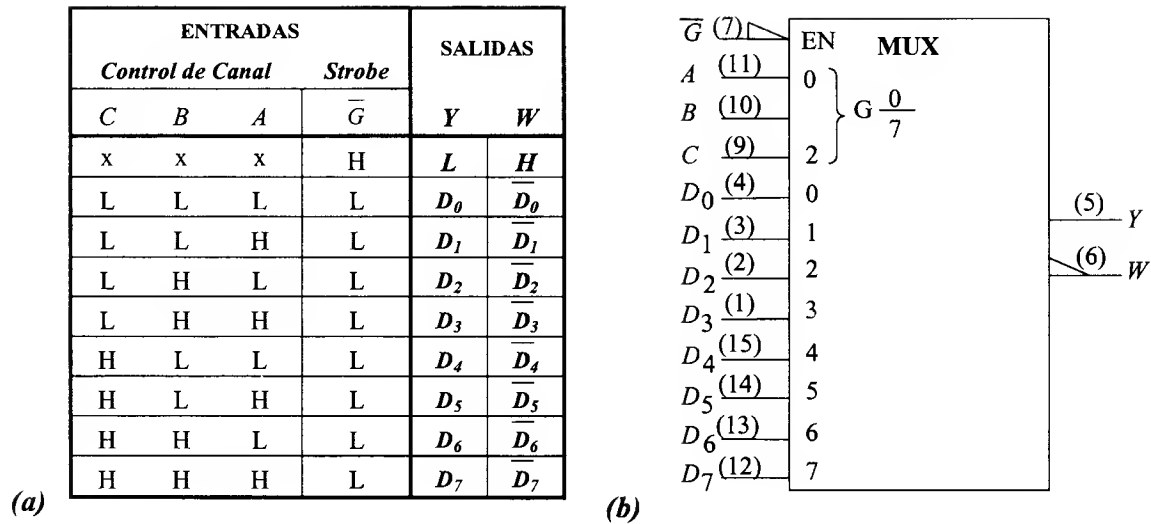 ENTRADAS SALIDAS
Control de Canal Strobe
C B A G̅ Y W
x x x H L H
L L L L D₀ D̅₀
L L H L D₁ D̅₁
L H L L D₂ D̅₂
L H H L D₃ D̅₃
H L L L D₄ D̅₄
H L H L D₅ D̅₅
H H L L D₆ D̅₆
H H H L D₇ D̅₇
(a)
G̅ (7) EN MUX
A (11) 0
B (10) G 0/7
C (9) 2
D₀ (4) 0
D₁ (3) 1
D₂ (2) 2
D₃ (1) 3
D₄ (15) 4
D₅ (14) 5
D₆ (13) 6
D₇ (12) 7
(5) Y
(6) W
(b)